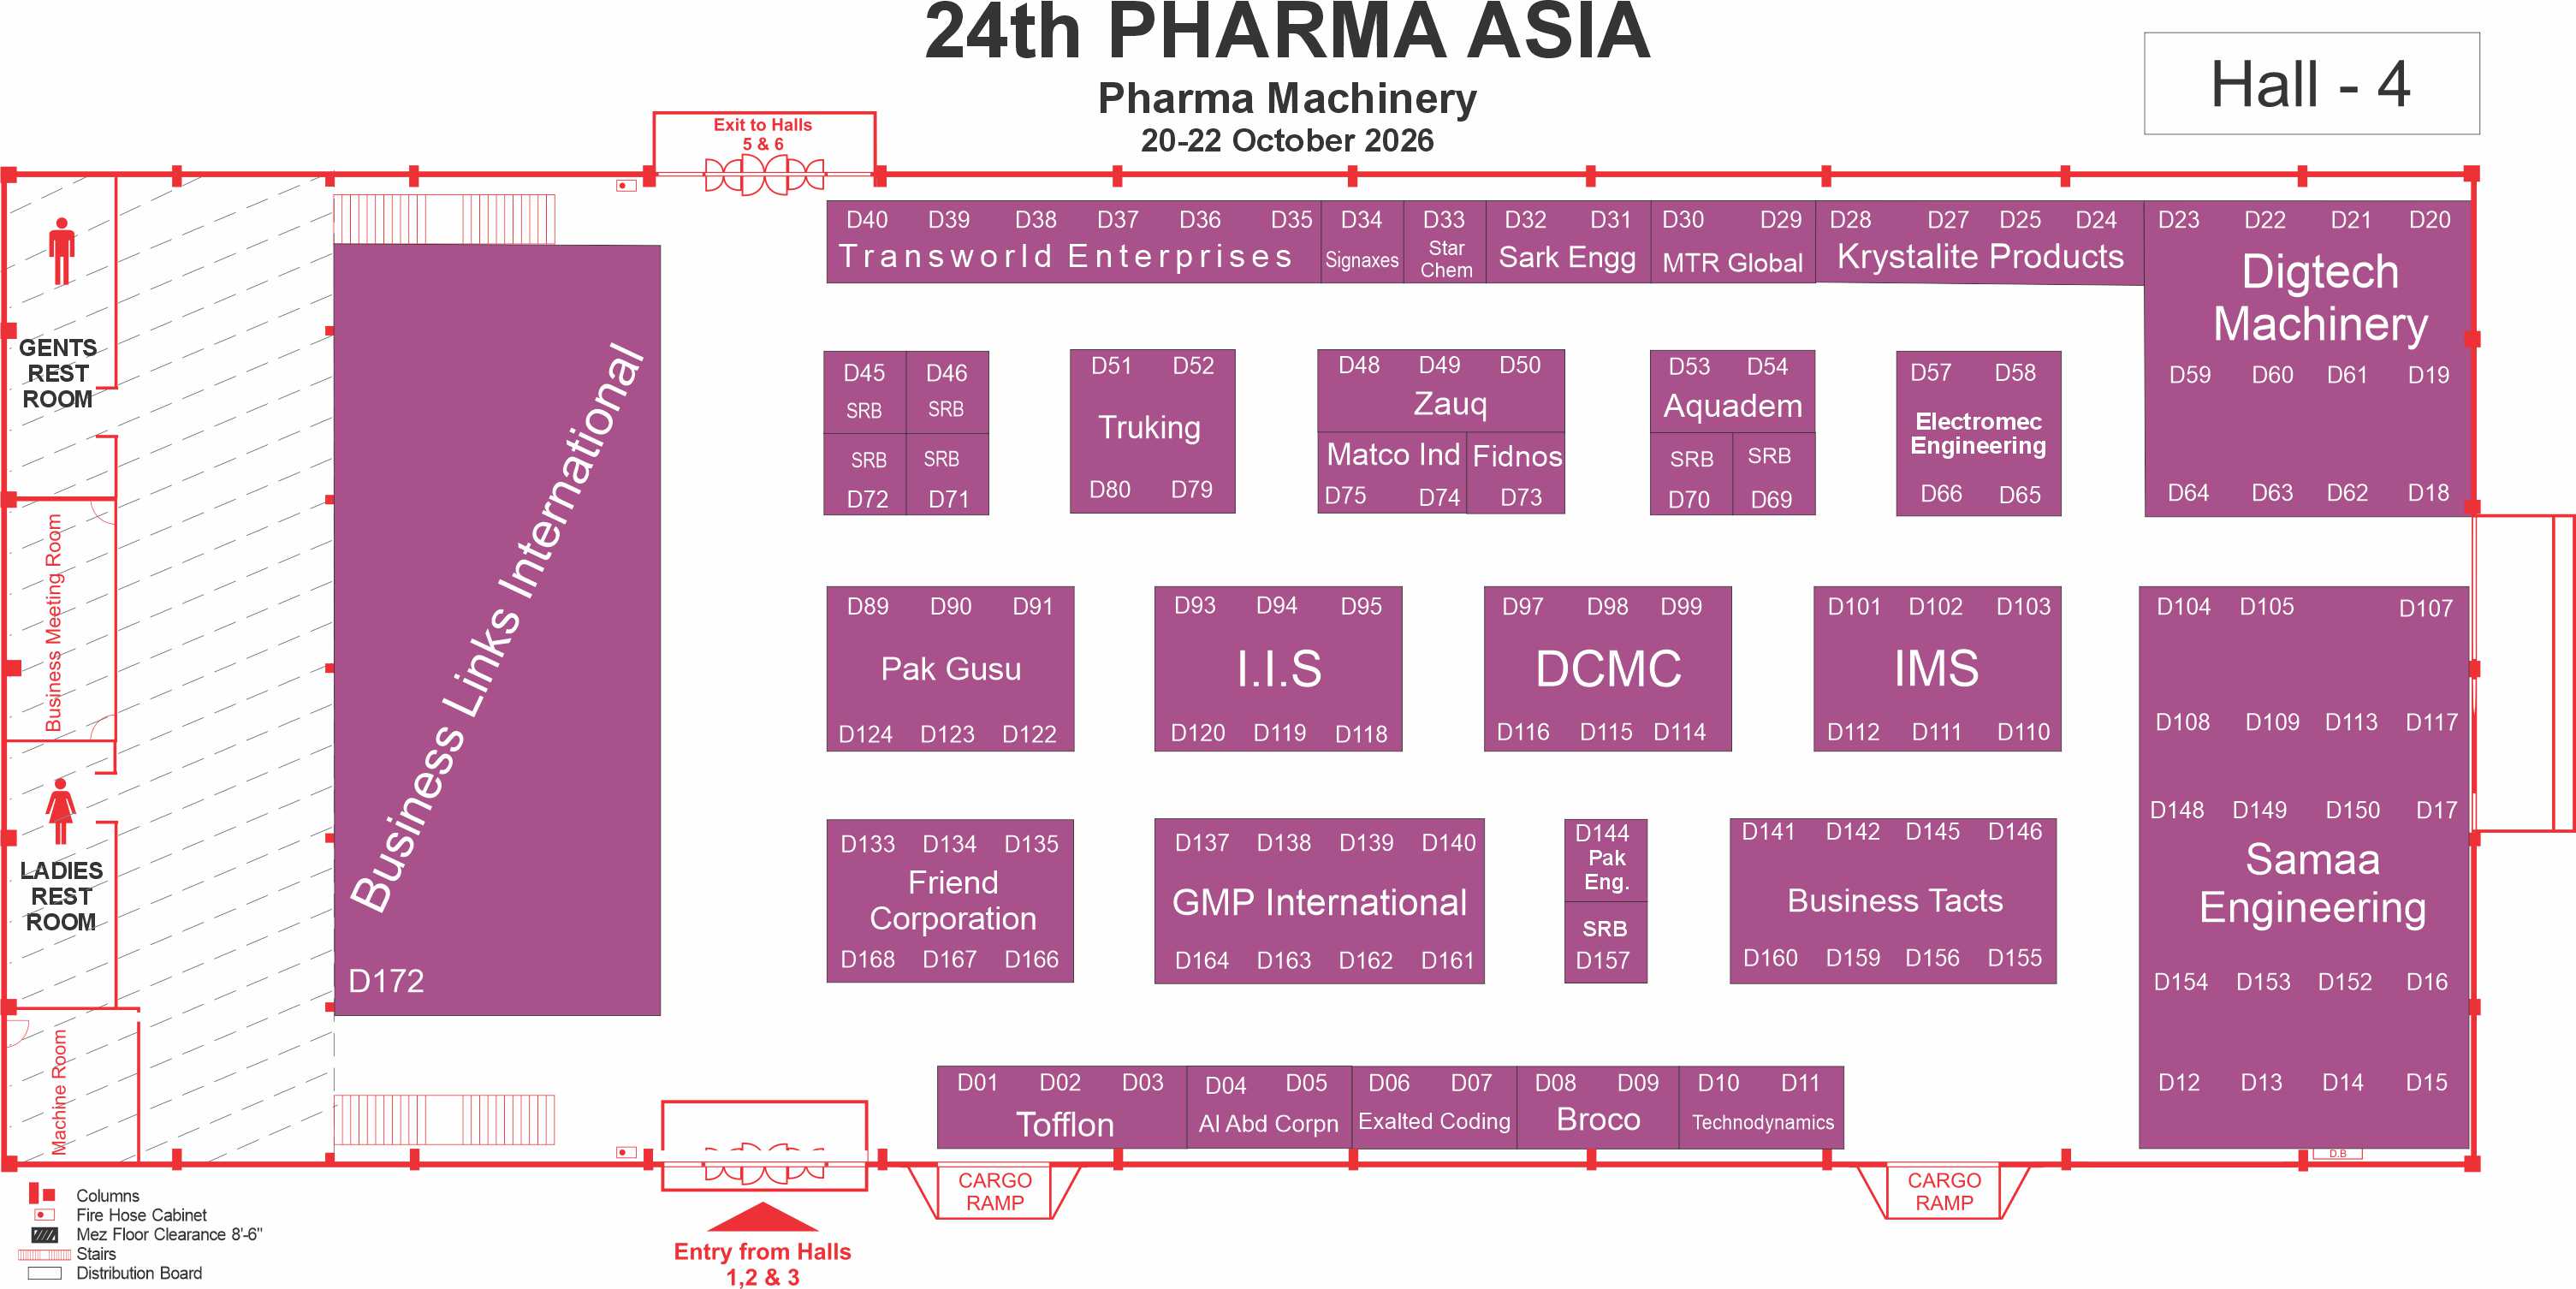 24th PHARMA ASIA
Pharma Machinery
20-22 October 2026
Hall - 4
Exit to Halls
5 & 6
D40 D39 D38 D37 D36 D35
Transworld Enterprises
D34
Signaxes
D33
Star
Chem
D32 D31
Sark Engg
D30 D29
MTR Global
D28 D27 D25 D24
Krystalite Products
D23 D22 D21 D20
Digtech
Machinery
D59 D60 D61 D19
D64 D63 D62 D18
GENTS
REST
ROOM
Business Meeting Room
LADIES
REST
ROOM
Machine Room
Business Links International
D172
D45
SRB
D46
SRB
SRB
D72
SRB
D71
D51 D52
Truking
D80 D79
D48 D49 D50
Zauq
Matco Ind
D75 D74
Fidnos
D73
D53 D54
Aquadem
SRB
D70
SRB
D69
D57 D58
Electromec
Engineering
D66 D65
D89 D90 D91
Pak Gusu
D124 D123 D122
D93 D94 D95
I.I.S
D120 D119 D118
D97 D98 D99
DCMC
D116 D115 D114
D101 D102 D103
IMS
D112 D111 D110
D104 D105 D107
D108 D109 D113 D117
D148 D149 D150 D17
Samaa
Engineering
D154 D153 D152 D16
D12 D13 D14 D15
D133 D134 D135
Friend
Corporation
D168 D167 D166
D137 D138 D139 D140
GMP International
D164 D163 D162 D161
D144
Pak
Eng.
SRB
D157
D141 D142 D145 D146
Business Tacts
D160 D159 D156 D155
D01 D02 D03
Tofflon
D04 D05
Al Abd Corpn
D06 D07
Exalted Coding
D08 D09
Broco
D10 D11
Technodynamics
D.B
CARGO
RAMP
CARGO
RAMP
Entry from Halls
1,2 & 3
Columns
Fire Hose Cabinet
Mez Floor Clearance 8'-6"
Stairs
Distribution Board